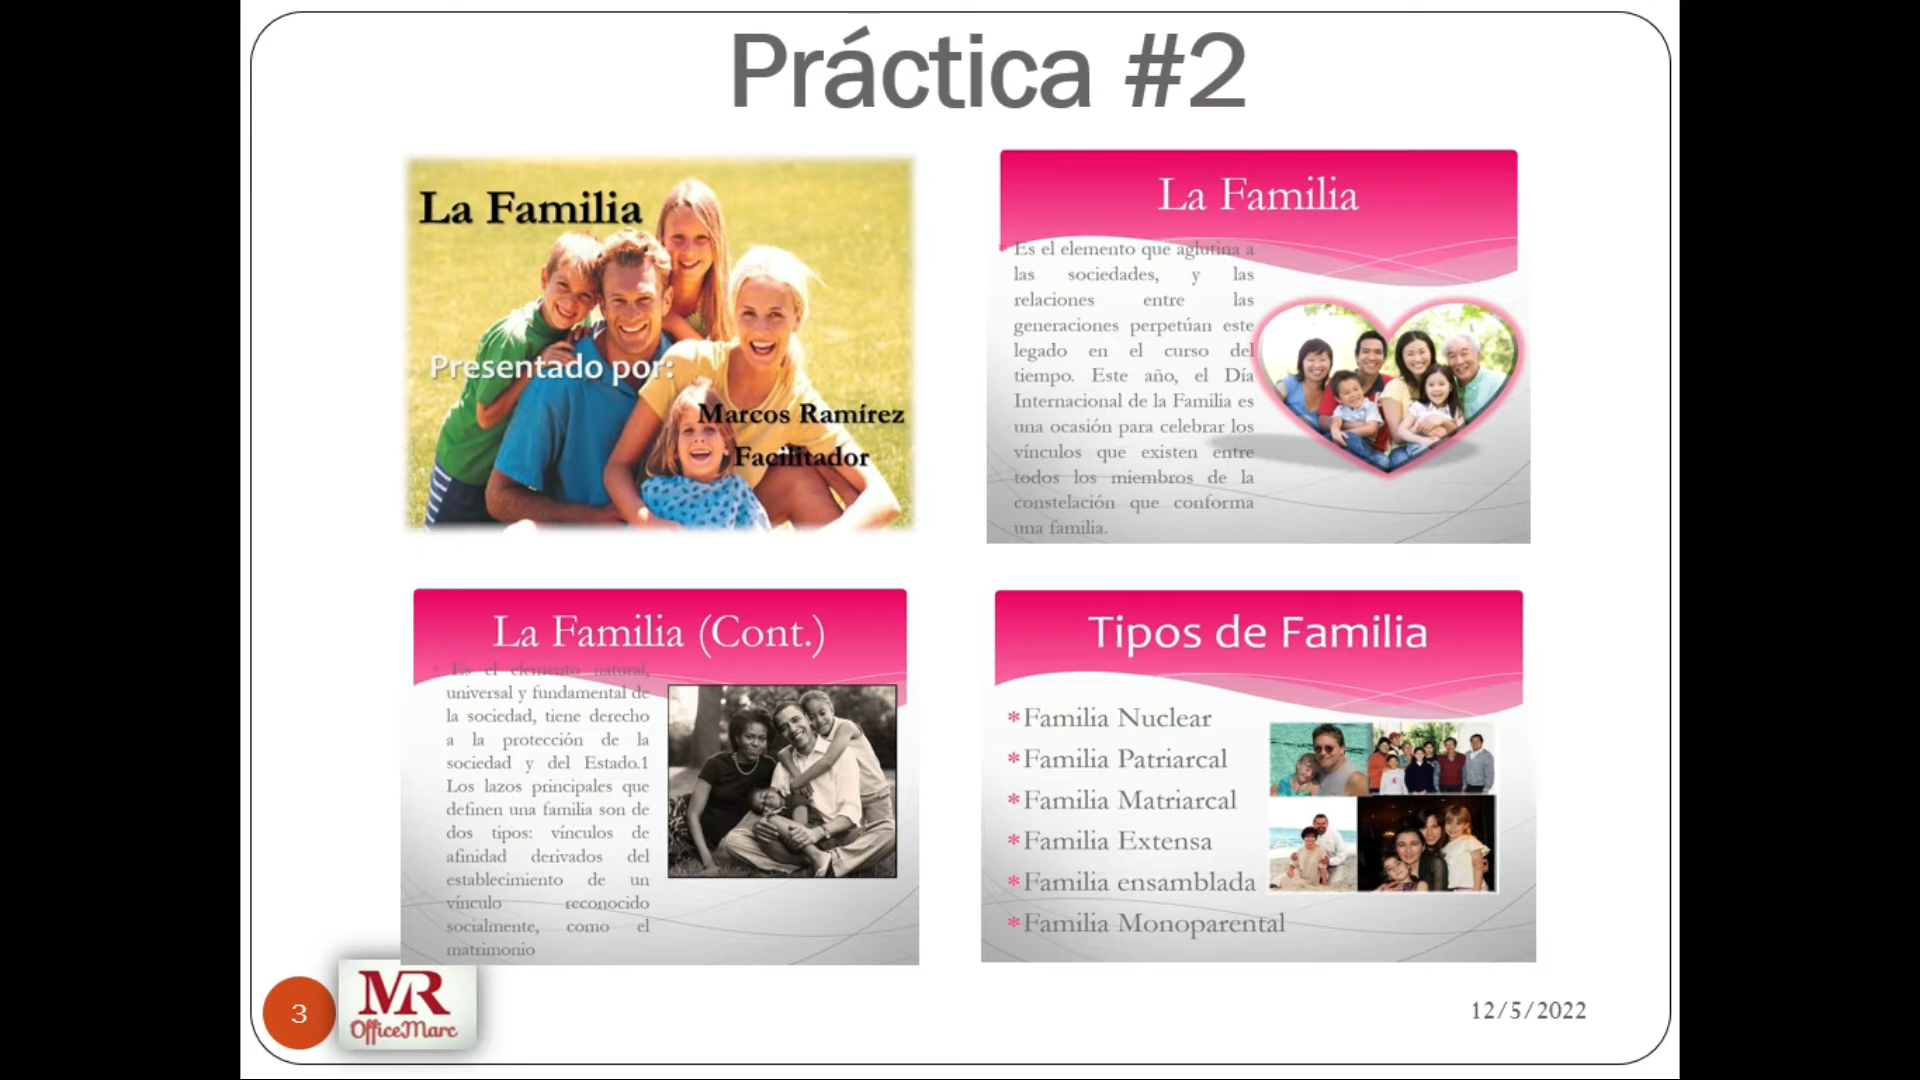 Práctica #2
La Familia
Presentado por:
Marcos Ramírez
Facilitador
La Familia
Es el elemento que aglutina a
las sociedades, y las
relaciones entre las
generaciones perpetúan este
legado en el curso del
tiempo. Este año, el Día
Internacional de la Familia es
una ocasión para celebrar los
vínculos que existen entre
todos los miembros de la
constelación que conforma
una familia.
La Familia (Cont.)
Es el elemento natural,
universal y fundamental de
la sociedad, tiene derecho
a la protección de la
sociedad y del Estado.1
Los lazos principales que
definen una familia son de
dos tipos: vínculos de
afinidad derivados del
establecimiento de un
vínculo reconocido
socialmente, como el
matrimonio
Tipos de Familia
*Familia Nuclear
*Familia Patriarcal
*Familia Matriarcal
*Familia Extensa
*Familia ensamblada
*Familia Monoparental
3
MR
OfficeMarc
12/5/2022